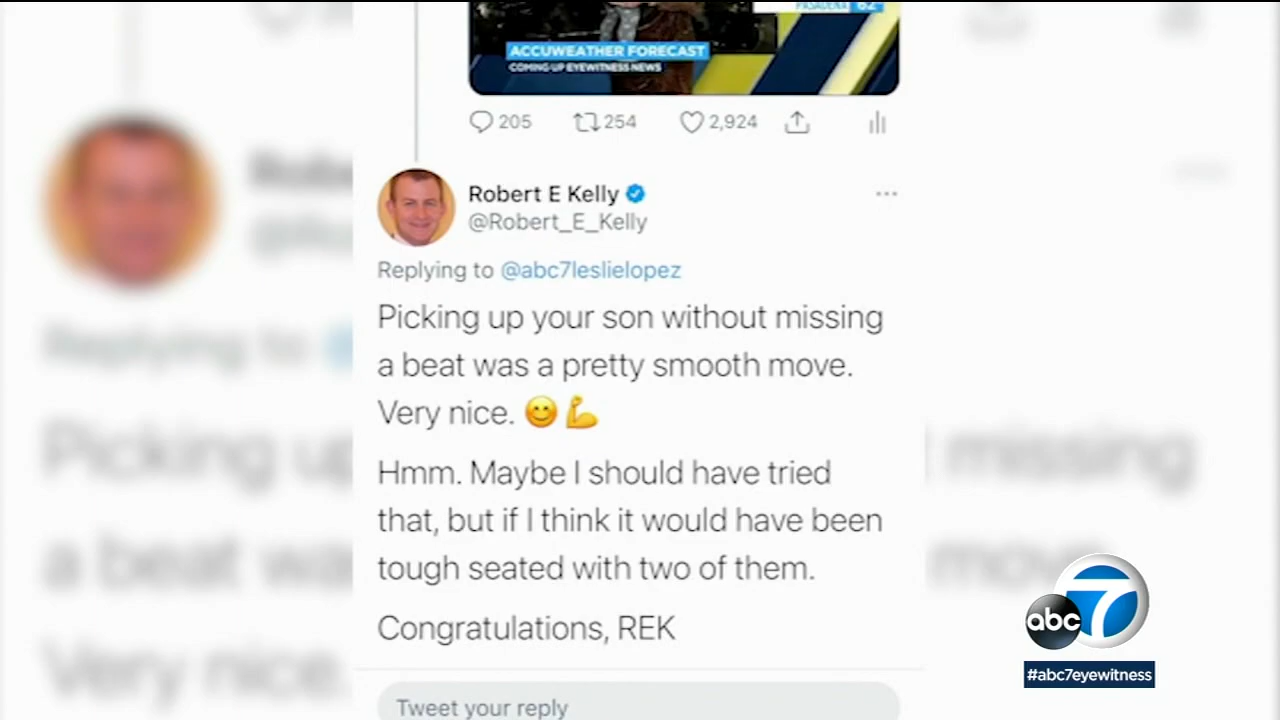 PASADENA 62
ACCUWEATHER FORECAST
COMING UP EYEWITNESS NEWS
205 254 2,924
Robert E Kelly
@Robert_E_Kelly
Replying to @abc7leslielopez
Picking up your son without missing
a beat was a pretty smooth move.
Very nice. 😊 💪
Hmm. Maybe I should have tried
that, but if I think it would have been
tough seated with two of them.
Congratulations, REK
Tweet your reply
abc 7
#abc7eyewitness